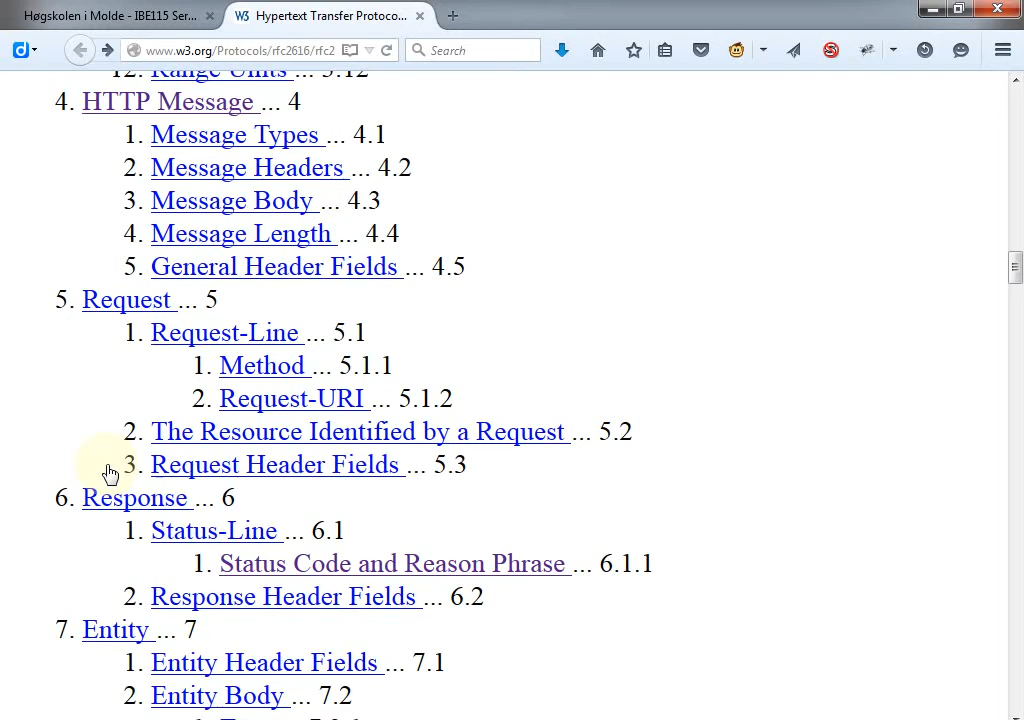 Høgskolen i Molde - IBE115 Ser... ×
W3 Hypertext Transfer Protoco... × +
d www.w3.org/Protocols/rfc2616/rfc2 Search
12. Range Units ... 3.12
4. HTTP Message ... 4
1. Message Types ... 4.1
2. Message Headers ... 4.2
3. Message Body ... 4.3
4. Message Length ... 4.4
5. General Header Fields ... 4.5
5. Request ... 5
1. Request-Line ... 5.1
1. Method ... 5.1.1
2. Request-URI ... 5.1.2
2. The Resource Identified by a Request ... 5.2
3. Request Header Fields ... 5.3
6. Response ... 6
1. Status-Line ... 6.1
1. Status Code and Reason Phrase ... 6.1.1
2. Response Header Fields ... 6.2
7. Entity ... 7
1. Entity Header Fields ... 7.1
2. Entity Body ... 7.2